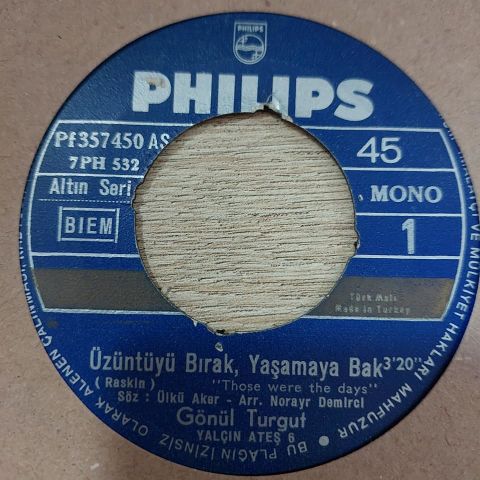 PHILIPS
PHILIPS
Pf 357450 AS
7PH 532
Altın Seri
BIEM
45
MONO
1
Türk Malı
Made in Turkey
Üzüntüyü Bırak, Yaşamaya Bak 3'20"
(Raskin) "Those were the days"
Söz : Ülkü Aker - Arr. Norayr Demirci
Gönül Turgut
YALÇIN ATEŞ 6
VE MÜLKİYET HAKLARI MAHFUZDUR • BU PLAĞIN İZİNSİZ OLARAK ALENEN